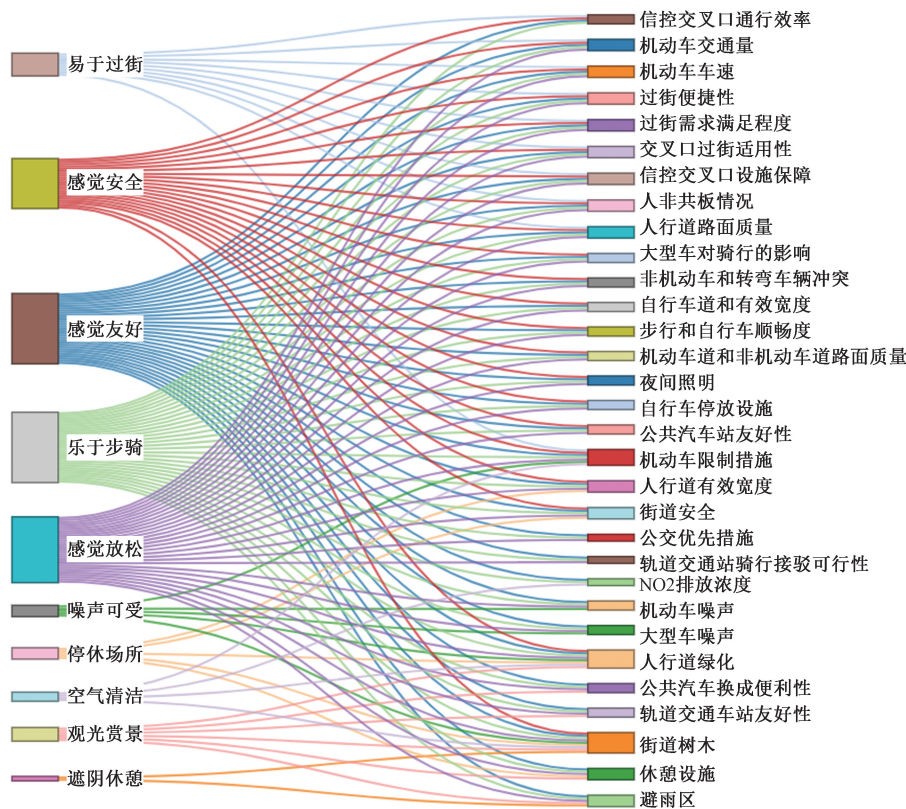 易于过街
感觉安全
感觉友好
乐于步骑
感觉放松
噪声可受
停休场所
空气清洁
观光赏景
遮阴休憩
信控交叉口通行效率
机动车交通量
机动车车速
过街便捷性
过街需求满足程度
交叉口过街适用性
信控交叉口设施保障
人非共板情况
人行道路面质量
大型车对骑行的影响
非机动车和转弯车辆冲突
自行车道和有效宽度
步行和自行车顺畅度
机动车道和非机动车道路面质量
夜间照明
自行车停放设施
公共汽车站友好性
机动车限制措施
人行道有效宽度
街道安全
公交优先措施
轨道交通站骑行接驳可行性
NO2排放浓度
机动车噪声
大型车噪声
人行道绿化
公共汽车换成便利性
轨道交通车站友好性
街道树木
休憩设施
避雨区